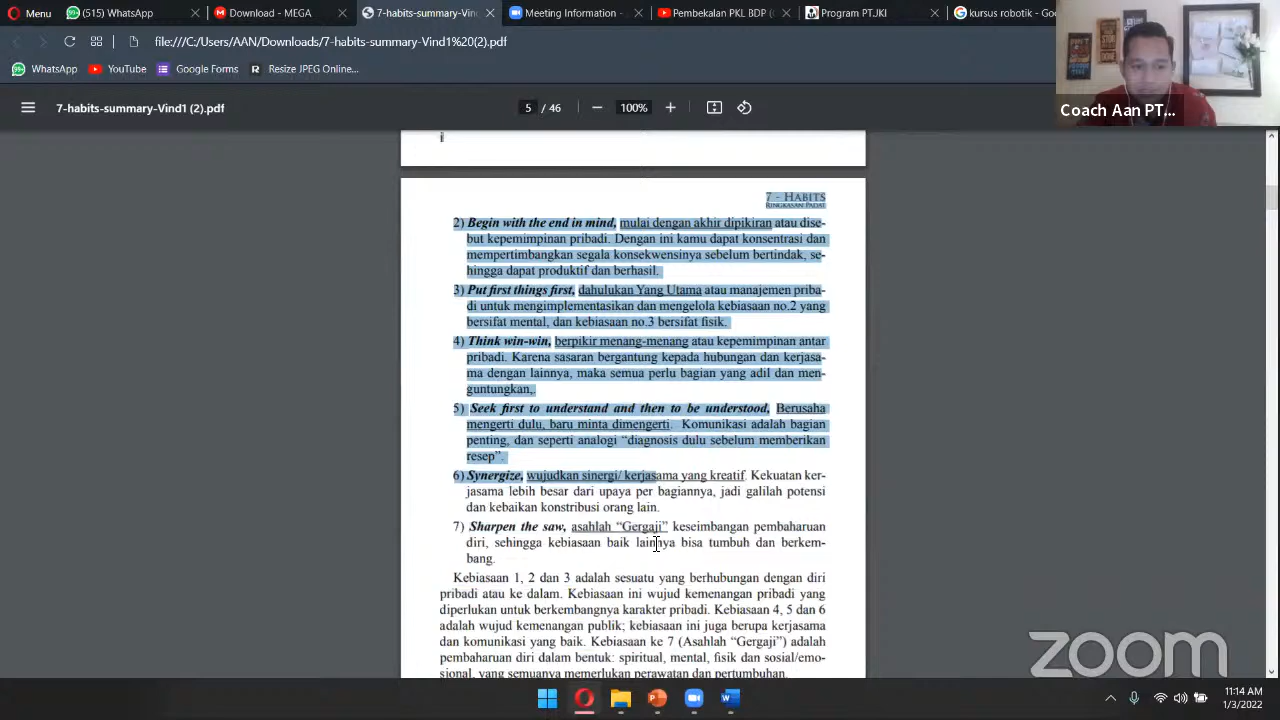 Menu
(515) WhatsApp
Download - MEGA
7-habits-summary-Vind1
Meeting Information -
Pembekalan PKL BDP (
Program PTJKI
kursus robotik - Go
file:///C:/Users/AAN/Downloads/7-habits-summary-Vind1%20(2).pdf
99+
WhatsApp
YouTube
Google Forms
Resize JPEG Online...
7-habits-summary-Vind1 (2).pdf
5 / 46
100%
Coach Aan PT...
7 - HABITS
RINGKASAN PADAT
2) Begin with the end in mind, mulai dengan akhir dipikiran atau dise-
but kepemimpinan pribadi. Dengan ini kamu dapat konsentrasi dan
mempertimbangkan segala konsekwensinya sebelum bertindak, se-
hingga dapat produktif dan berhasil.
3) Put first things first, dahulukan Yang Utama atau manajemen priba-
di untuk mengimplementasikan dan mengelola kebiasaan no.2 yang
bersifat mental, dan kebiasaan no.3 bersifat fisik.
4) Think win-win, berpikir menang-menang atau kepemimpinan antar
pribadi. Karena sasaran bergantung kepada hubungan dan kerjasa-
ma dengan lainnya, maka semua perlu bagian yang adil dan men-
guntungkan,.
5) Seek first to understand and then to be understood, Berusaha
mengerti dulu, baru minta dimengerti. Komunikasi adalah bagian
penting, dan seperti analogi “diagnosis dulu sebelum memberikan
resep”.
6) Synergize, wujudkan sinergi/ kerjasama yang kreatif. Kekuatan ker-
jasama lebih besar dari upaya per bagiannya, jadi galilah potensi
dan kebaikan konstribusi orang lain.
7) Sharpen the saw, asahlah “Gergaji” keseimbangan pembaharuan
diri, sehingga kebiasaan baik lainnya bisa tumbuh dan berkem-
bang.
Kebiasaan 1, 2 dan 3 adalah sesuatu yang berhubungan dengan diri
pribadi atau ke dalam. Kebiasaan ini wujud kemenangan pribadi yang
diperlukan untuk berkembangnya karakter pribadi. Kebiasaan 4, 5 dan 6
adalah wujud kemenangan publik; kebiasaan ini juga berupa kerjasama
dan komunikasi yang baik. Kebiasaan ke 7 (Asahlah “Gergaji”) adalah
pembaharuan diri dalam bentuk: spiritual, mental, fisik dan sosial/emo-
sional, yang semuanya memerlukan perawatan dan pertumbuhan.
zoom
11:14 AM
1/3/2022